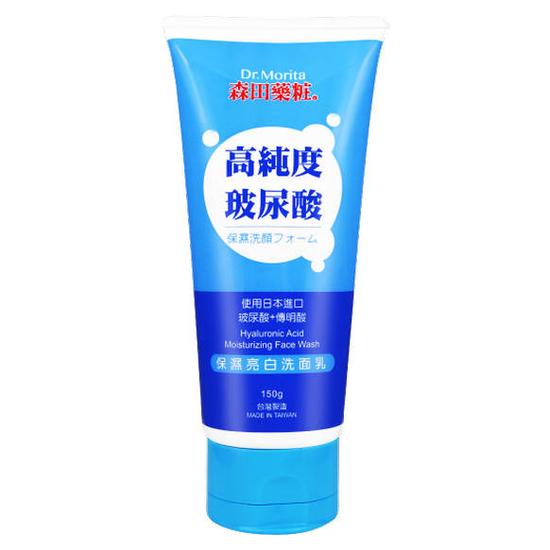 Dr.Morita
森田藥粧®
高純度
玻尿酸
保濕洗顏フォーム
使用日本進口
玻尿酸+傳明酸
Hyaluronic Acid
Moisturizing Face Wash
保濕亮白洗面乳
150g
台灣製造
MADE IN TAIWAN